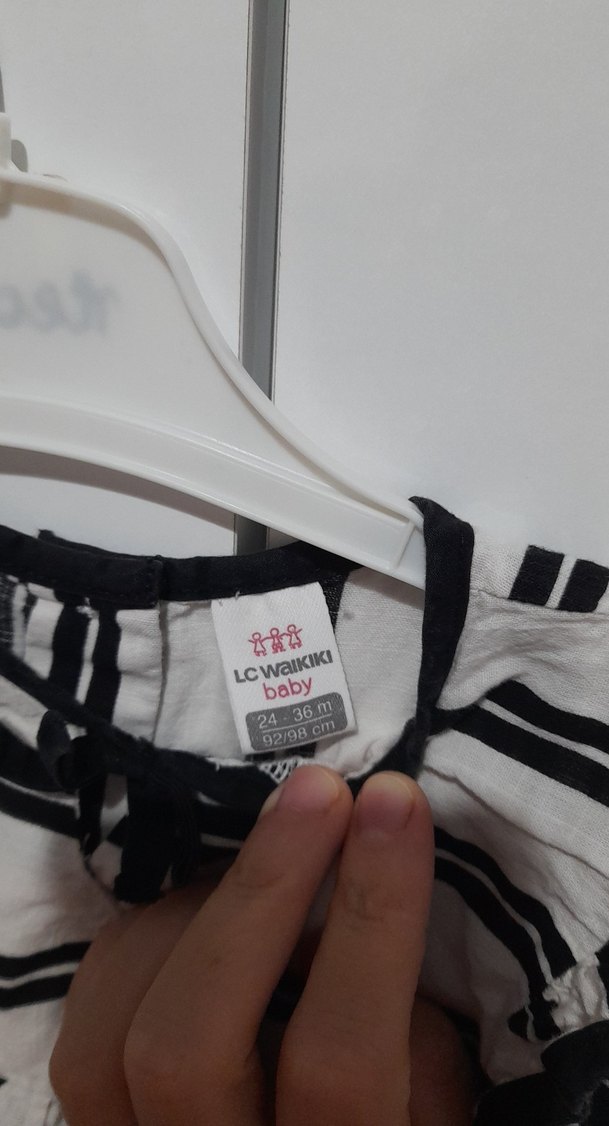 LC WAIKIKI
baby
24 - 36 m
92/98 cm